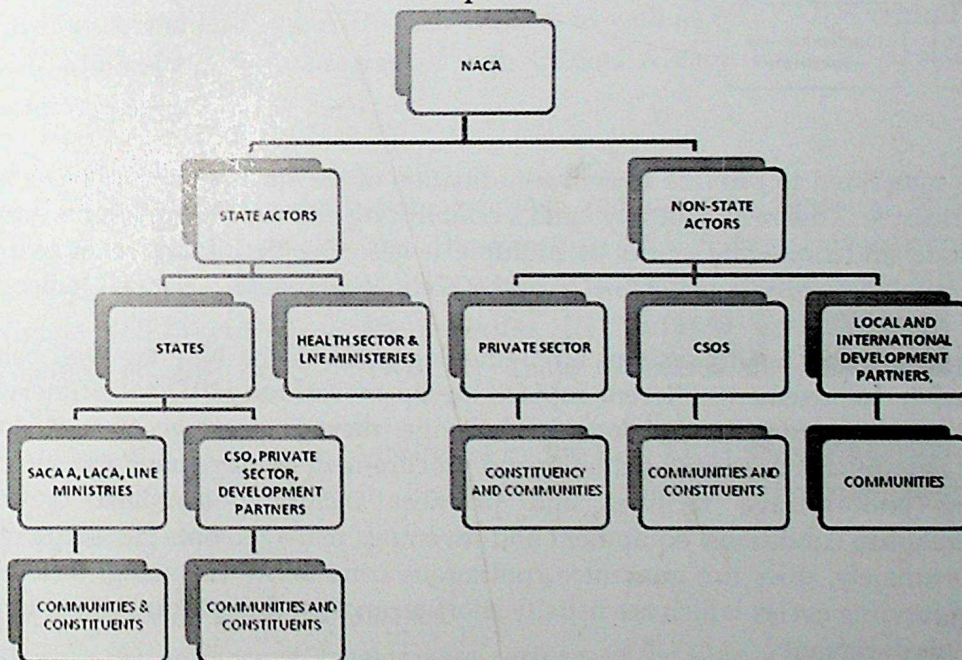 NACA
STATE ACTORS
NON-STATE
ACTORS
STATES
HEALTH SECTOR &
LNE MINISTERIES
PRIVATE SECTOR
CSOS
LOCAL AND
INTERNATIONAL
DEVELOPMENT
PARTNERS,
SACA A, LACA, LINE
MINISTRIES
CSO, PRIVATE
SECTOR,
DEVELOPMENT
PARTNERS
CONSTITUENCY
AND COMMUNITIES
COMMUNITIES AND
CONSTITUENTS
COMMUNITIES
COMMUNITIES &
CONSTITUENTS
COMMUNITIES AND
CONSTITUENTS